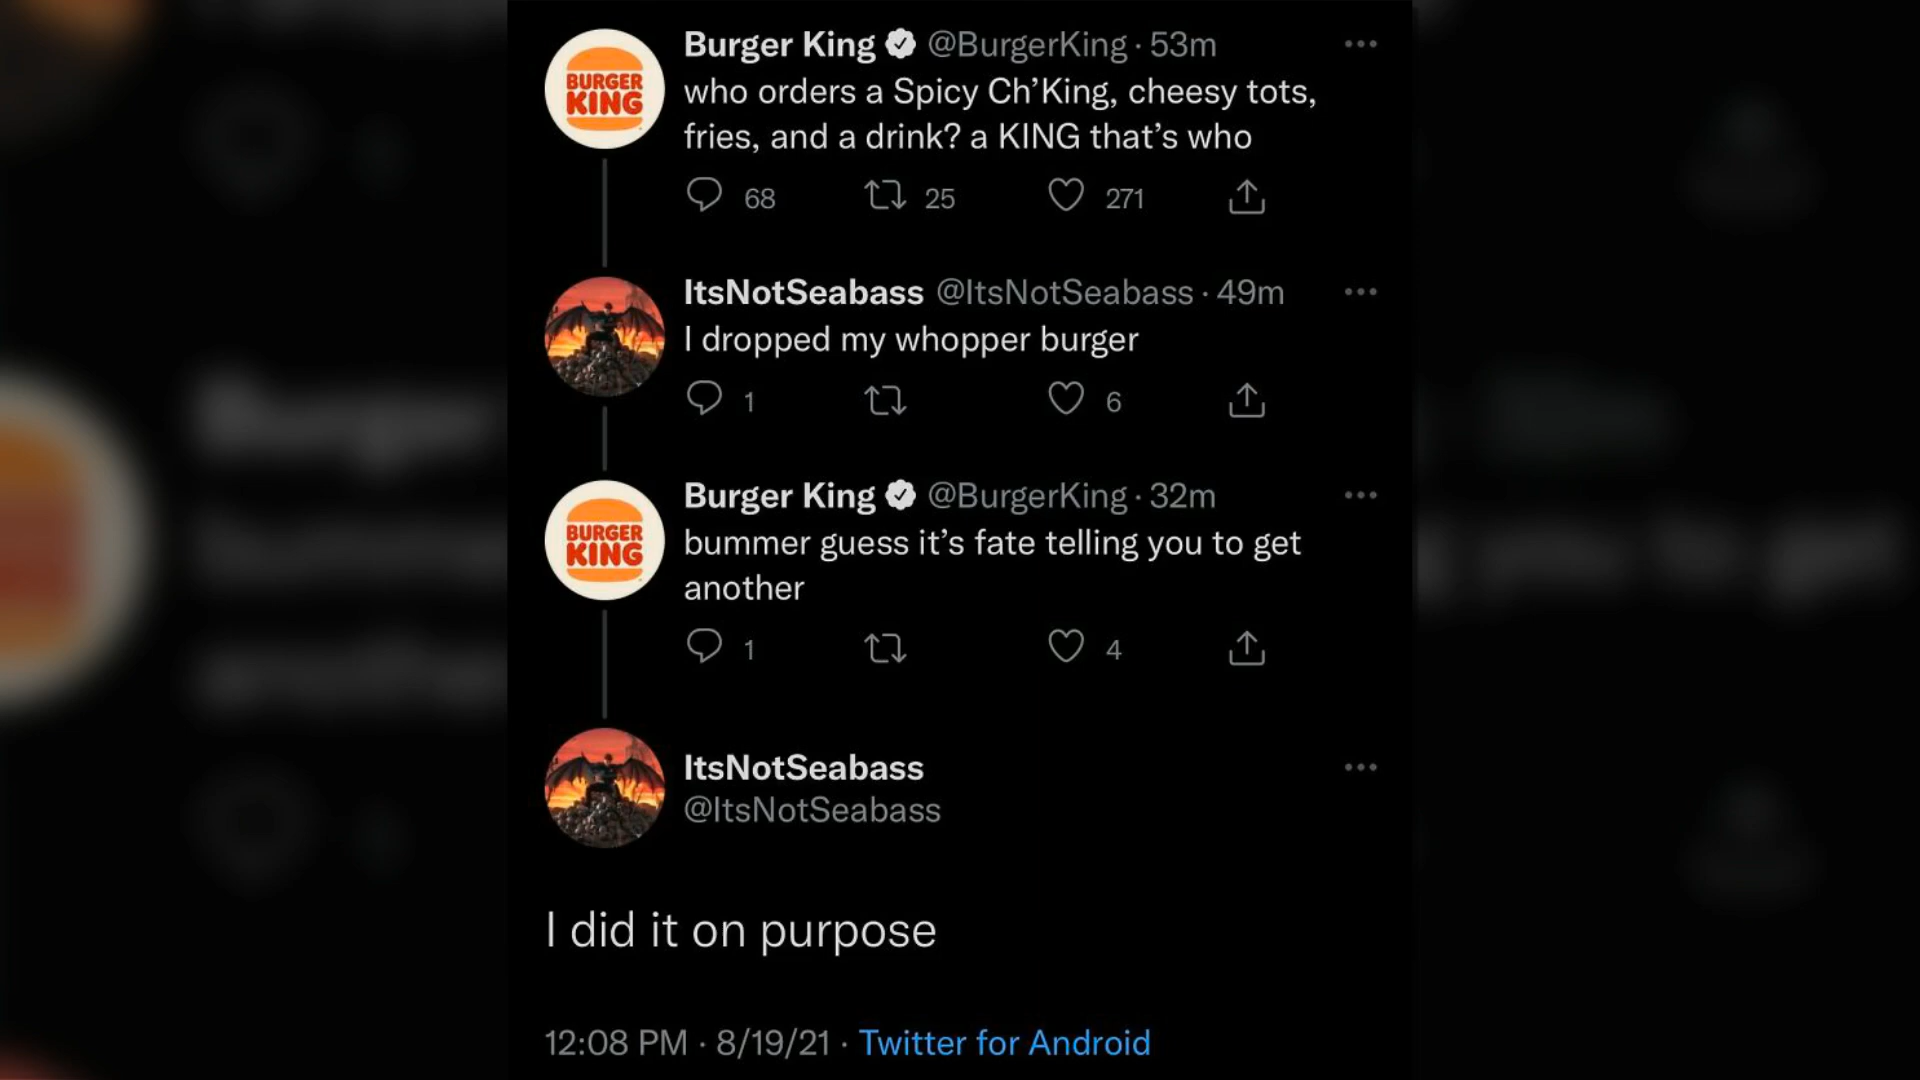 Burger King @BurgerKing · 53m
who orders a Spicy Ch’King, cheesy tots,
fries, and a drink? a KING that’s who
68 25 271
BURGER
KING
ItsNotSeabass @ItsNotSeabass · 49m
I dropped my whopper burger
1 6
Burger King @BurgerKing · 32m
bummer guess it’s fate telling you to get
another
1 4
BURGER
KING
ItsNotSeabass
@ItsNotSeabass
I did it on purpose
12:08 PM · 8/19/21 · Twitter for Android